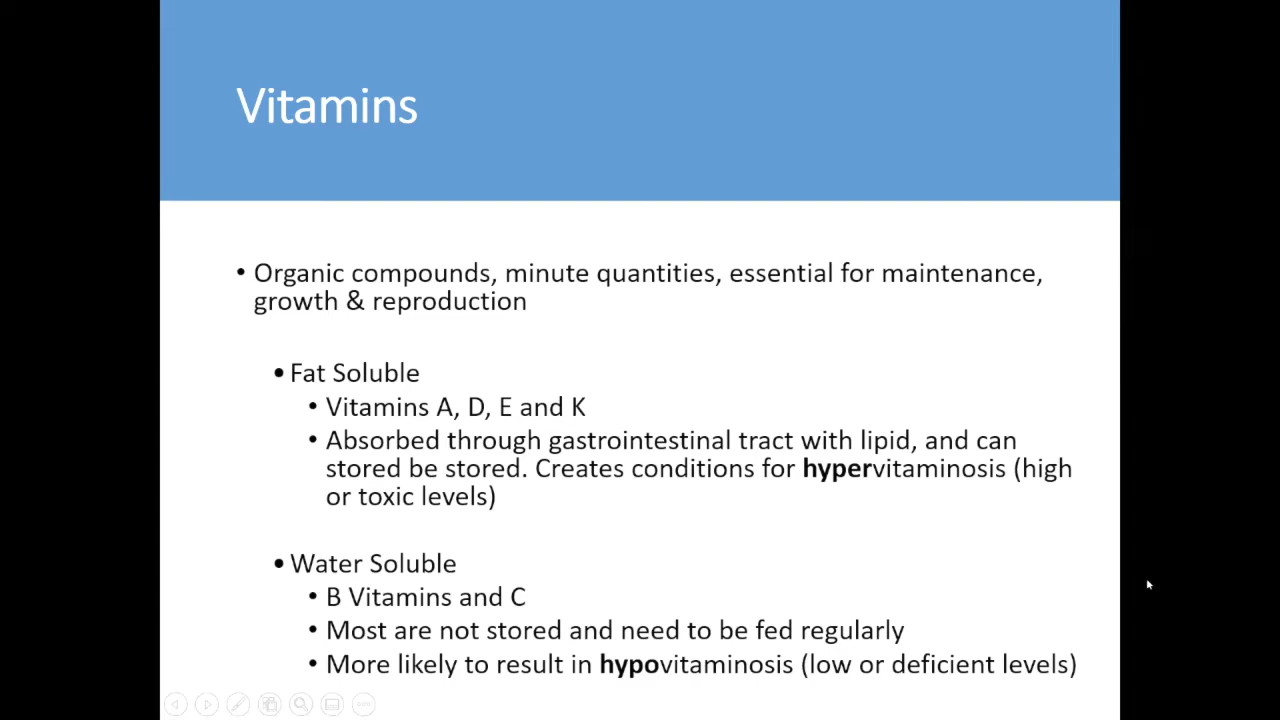 Vitamins
• Organic compounds, minute quantities, essential for maintenance,
growth & reproduction
• Fat Soluble
• Vitamins A, D, E and K
• Absorbed through gastrointestinal tract with lipid, and can
stored be stored. Creates conditions for hypervitaminosis (high
or toxic levels)
• Water Soluble
• B Vitamins and C
• Most are not stored and need to be fed regularly
• More likely to result in hypovitaminosis (low or deficient levels)